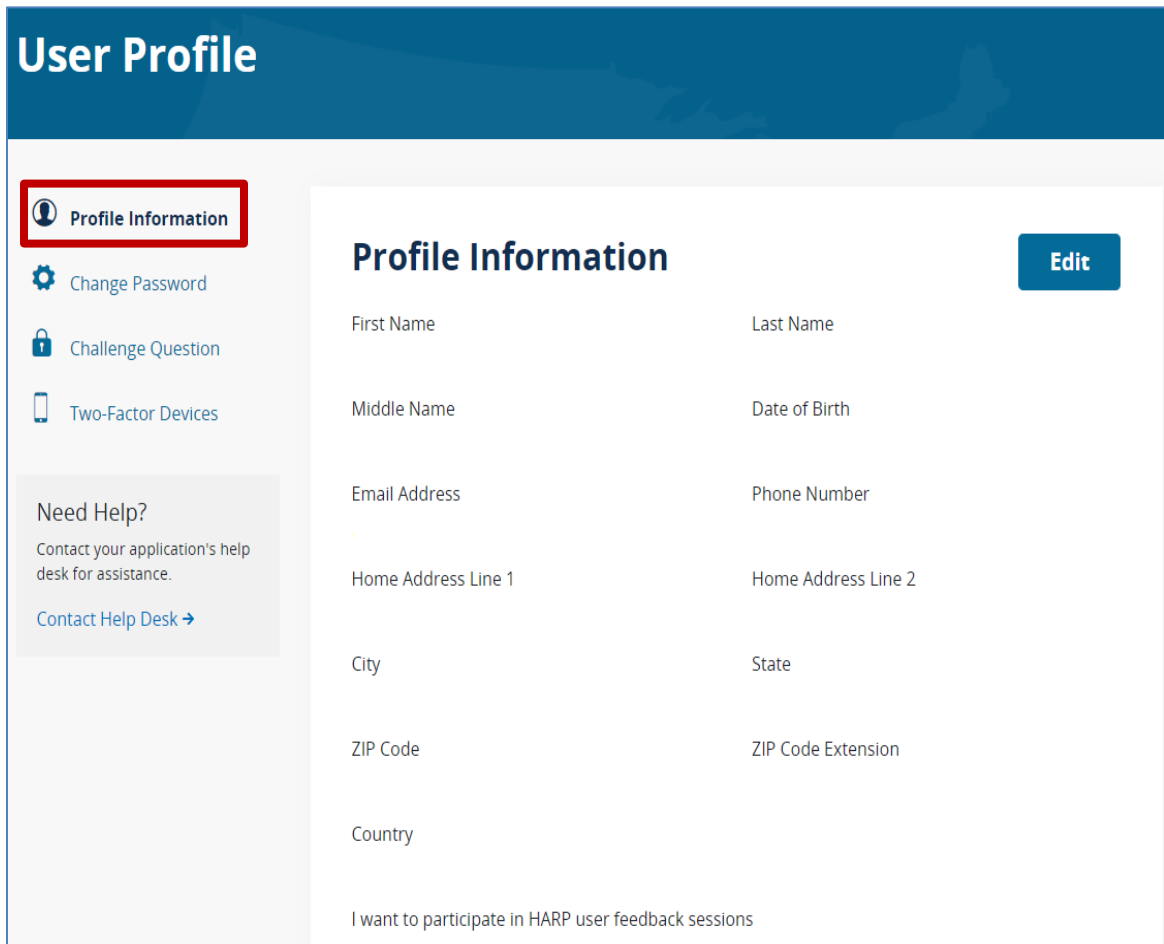 User Profile
Profile Information
Change Password
Challenge Question
Two-Factor Devices
Need Help?
Contact your application's help
desk for assistance.
Contact Help Desk →
Profile Information
Edit
First Name
Last Name
Middle Name
Date of Birth
Email Address
Phone Number
Home Address Line 1
Home Address Line 2
City
State
ZIP Code
ZIP Code Extension
Country
I want to participate in HARP user feedback sessions